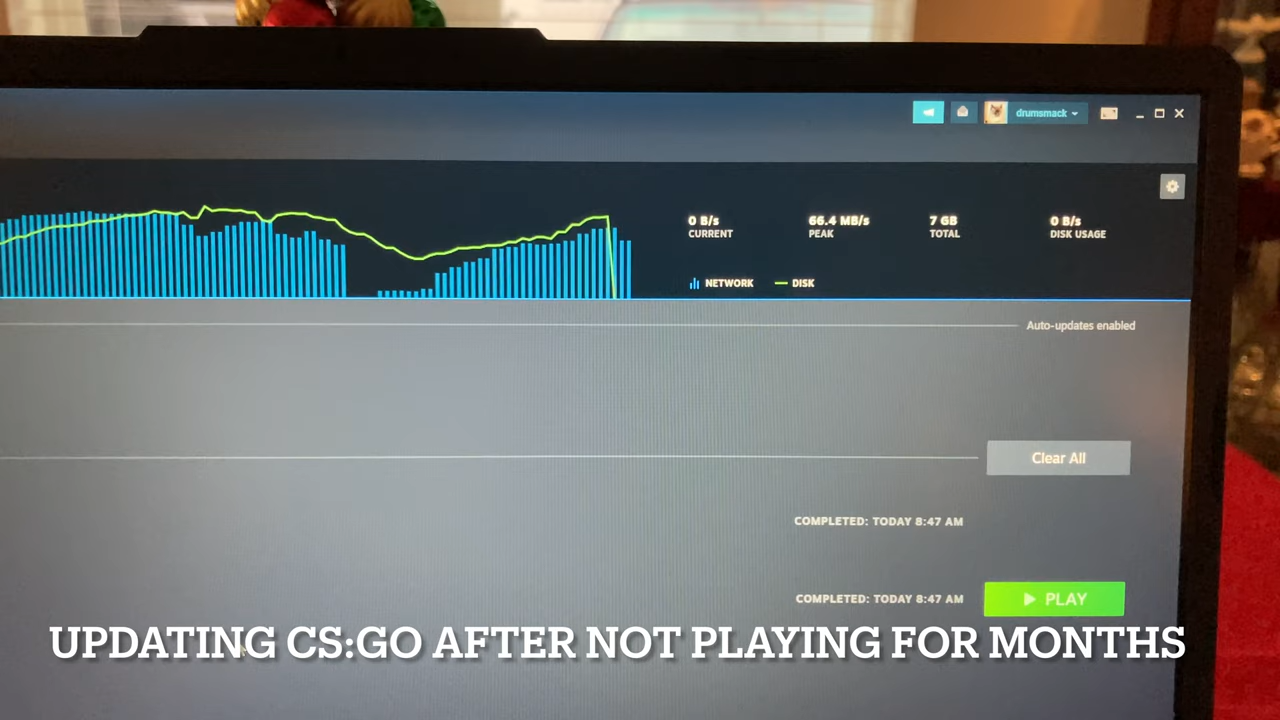 drumsmack
0 B/s
CURRENT
66.4 MB/s
PEAK
7 GB
TOTAL
0 B/s
DISK USAGE
NETWORK
DISK
Auto-updates enabled
Clear All
COMPLETED: TODAY 8:47 AM
COMPLETED: TODAY 8:47 AM
PLAY
UPDATING CS:GO AFTER NOT PLAYING FOR MONTHS